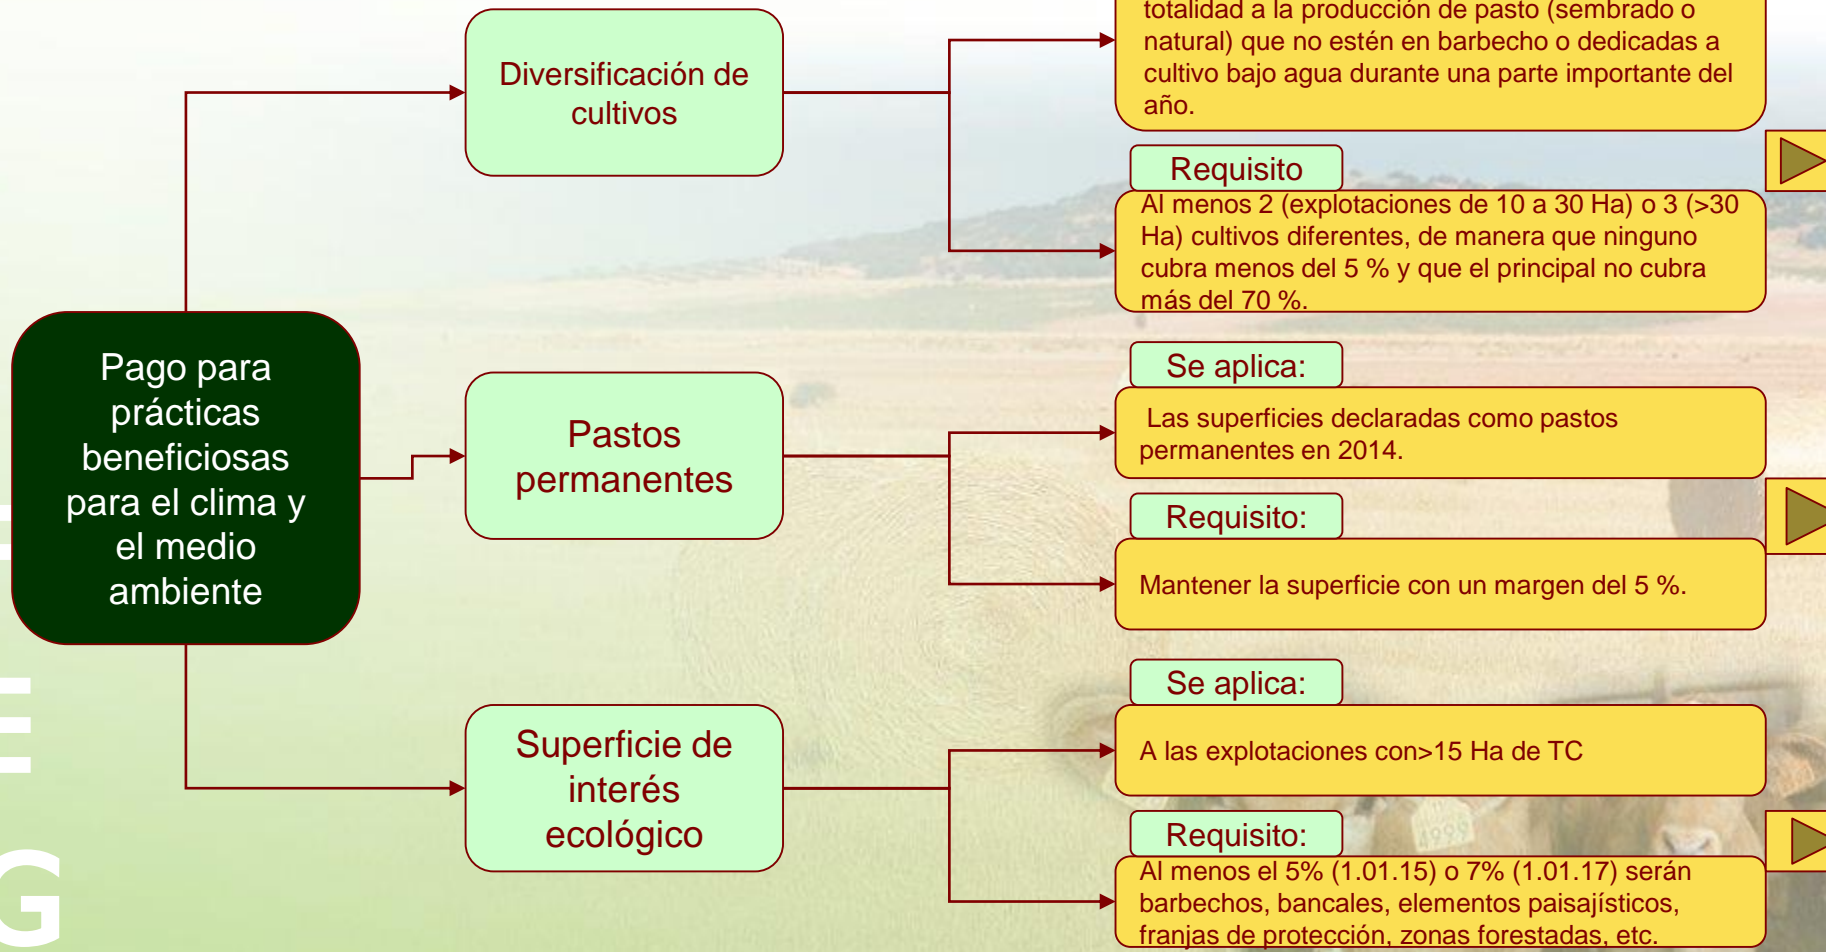 totalidad a la producción de pasto (sembrado o
natural) que no estén en barbecho o dedicadas a
cultivo bajo agua durante una parte importante del
año.
Diversificación de
cultivos
Requisito
Al menos 2 (explotaciones de 10 a 30 Ha) o 3 (>30
Ha) cultivos diferentes, de manera que ninguno
cubra menos del 5 % y que el principal no cubra
más del 70 %.
Pago para
prácticas
beneficiosas
para el clima y
el medio
ambiente
Pastos
permanentes
Se aplica:
Las superficies declaradas como pastos
permanentes en 2014.
Requisito:
Mantener la superficie con un margen del 5 %.
Superficie de
interés
ecológico
Se aplica:
A las explotaciones con>15 Ha de TC
Requisito:
Al menos el 5% (1.01.15) o 7% (1.01.17) serán
barbechos, bancales, elementos paisajísticos,
franjas de protección, zonas forestadas, etc.
E
G